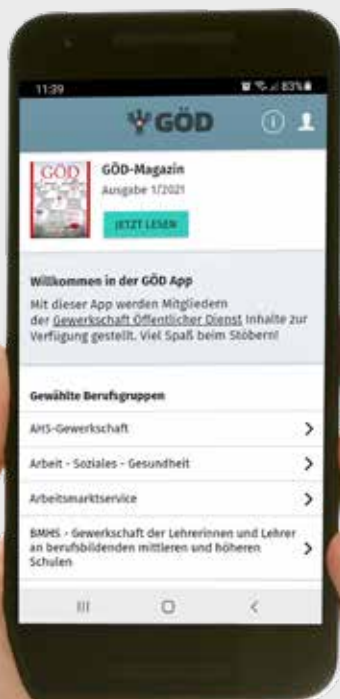 11:39
83%
GÖD
GÖD-Magazin
Ausgabe 1/2021
GÖD
JETZT LESEN
Willkommen in der GÖD App
Mit dieser App werden Mitgliedern
der Gewerkschaft Öffentlicher Dienst Inhalte zur
Verfügung gestellt. Viel Spaß beim Stöbern!
Gewählte Berufsgruppen
AHS-Gewerkschaft
Arbeit - Soziales - Gesundheit
Arbeitsmarktservice
BMHS - Gewerkschaft der Lehrerinnen und Lehrer
an berufsbildenden mittleren und höheren
Schulen